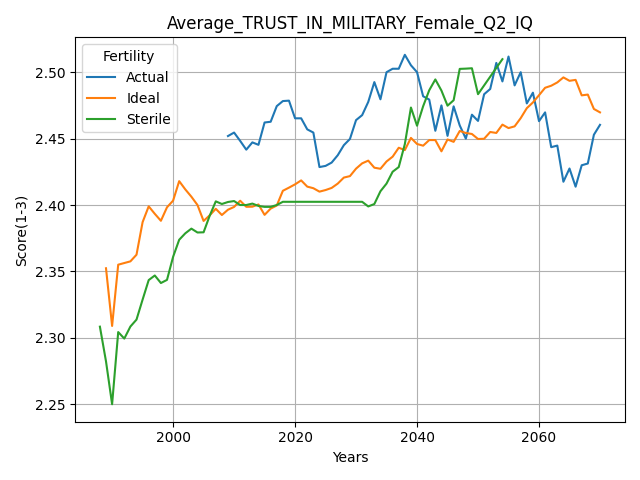 Average_TRUST_IN_MILITARY_Female_Q2_IQ
Fertility
Actual
Ideal
Sterile
Score(1-3)
2.50
2.45
2.40
2.35
2.30
2.25
2000 2020 2040 2060
Years